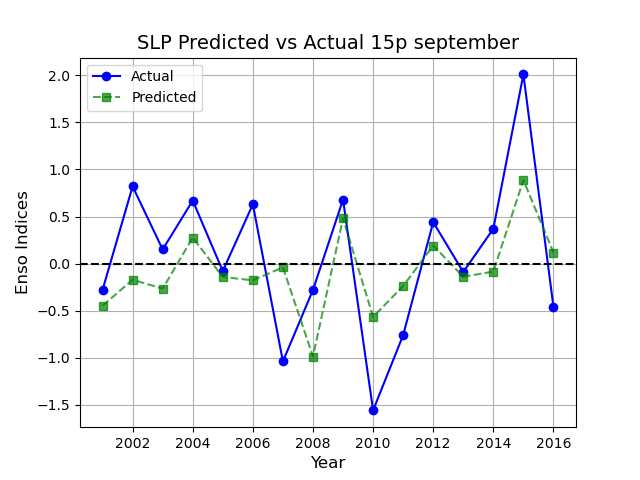 SLP Predicted vs Actual 15p september
Actual
Predicted
2.0
1.5
1.0
0.5
0.0
−0.5
−1.0
−1.5
Enso Indices
2002 2004 2006 2008 2010 2012 2014 2016
Year